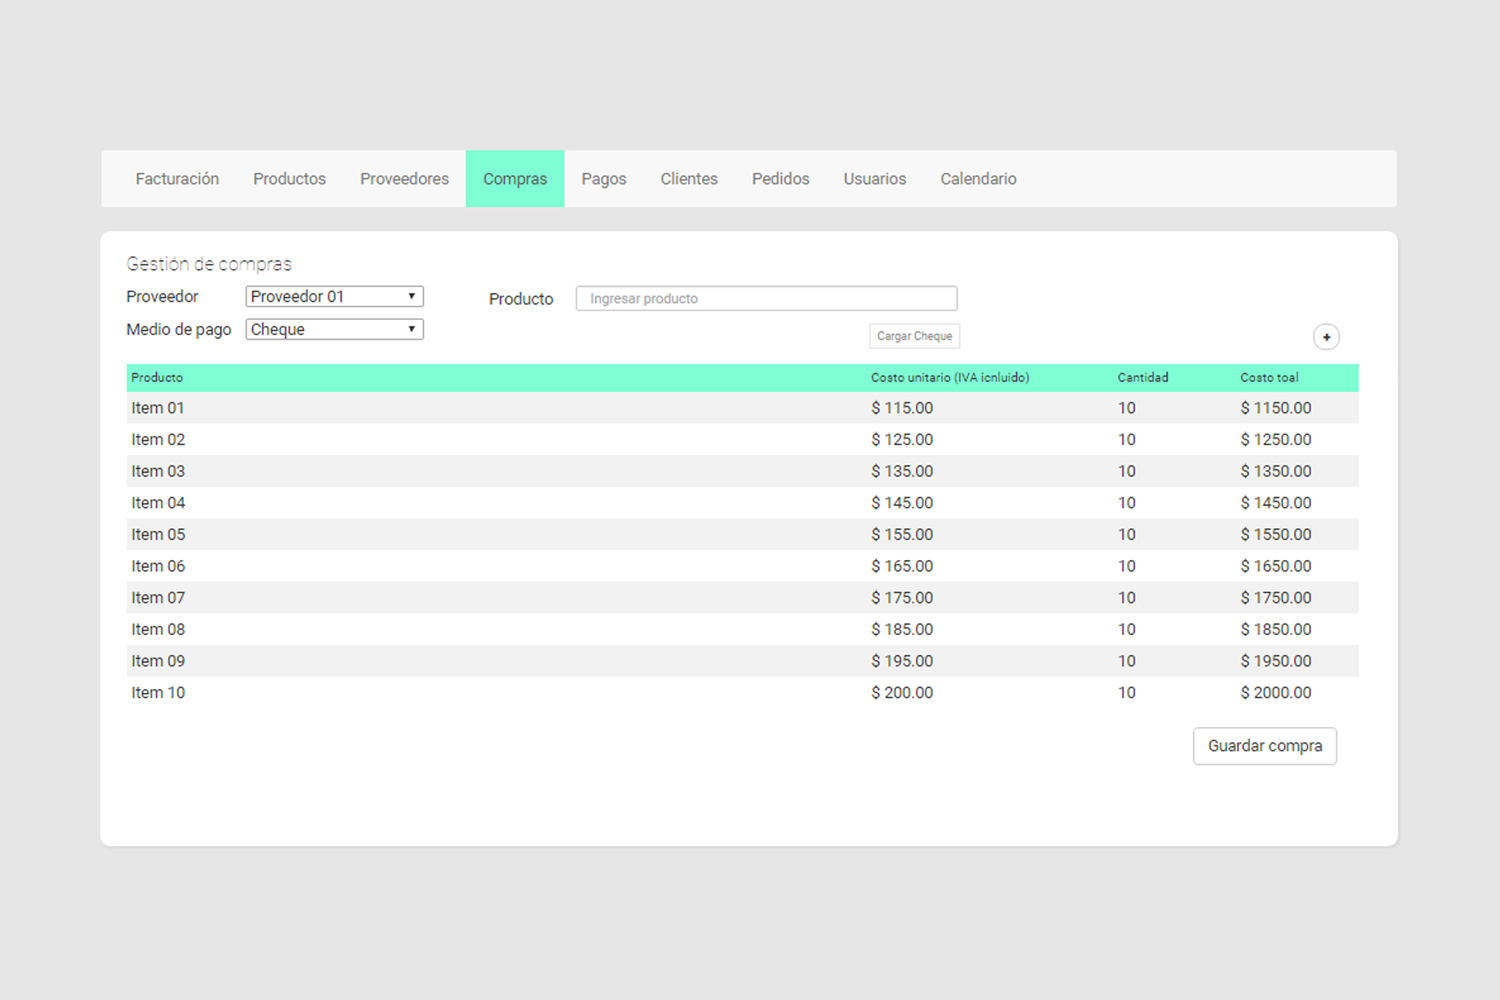 Facturación Productos Proveedores Compras Pagos Clientes Pedidos Usuarios Calendario
Gestión de compras
Proveedor Proveedor 01 Producto Ingresar producto
Medio de pago Cheque Cargar Cheque +
Producto Costo unitario (IVA icnluido) Cantidad Costo toal
Item 01 $ 115.00 10 $ 1150.00
Item 02 $ 125.00 10 $ 1250.00
Item 03 $ 135.00 10 $ 1350.00
Item 04 $ 145.00 10 $ 1450.00
Item 05 $ 155.00 10 $ 1550.00
Item 06 $ 165.00 10 $ 1650.00
Item 07 $ 175.00 10 $ 1750.00
Item 08 $ 185.00 10 $ 1850.00
Item 09 $ 195.00 10 $ 1950.00
Item 10 $ 200.00 10 $ 2000.00
Guardar compra